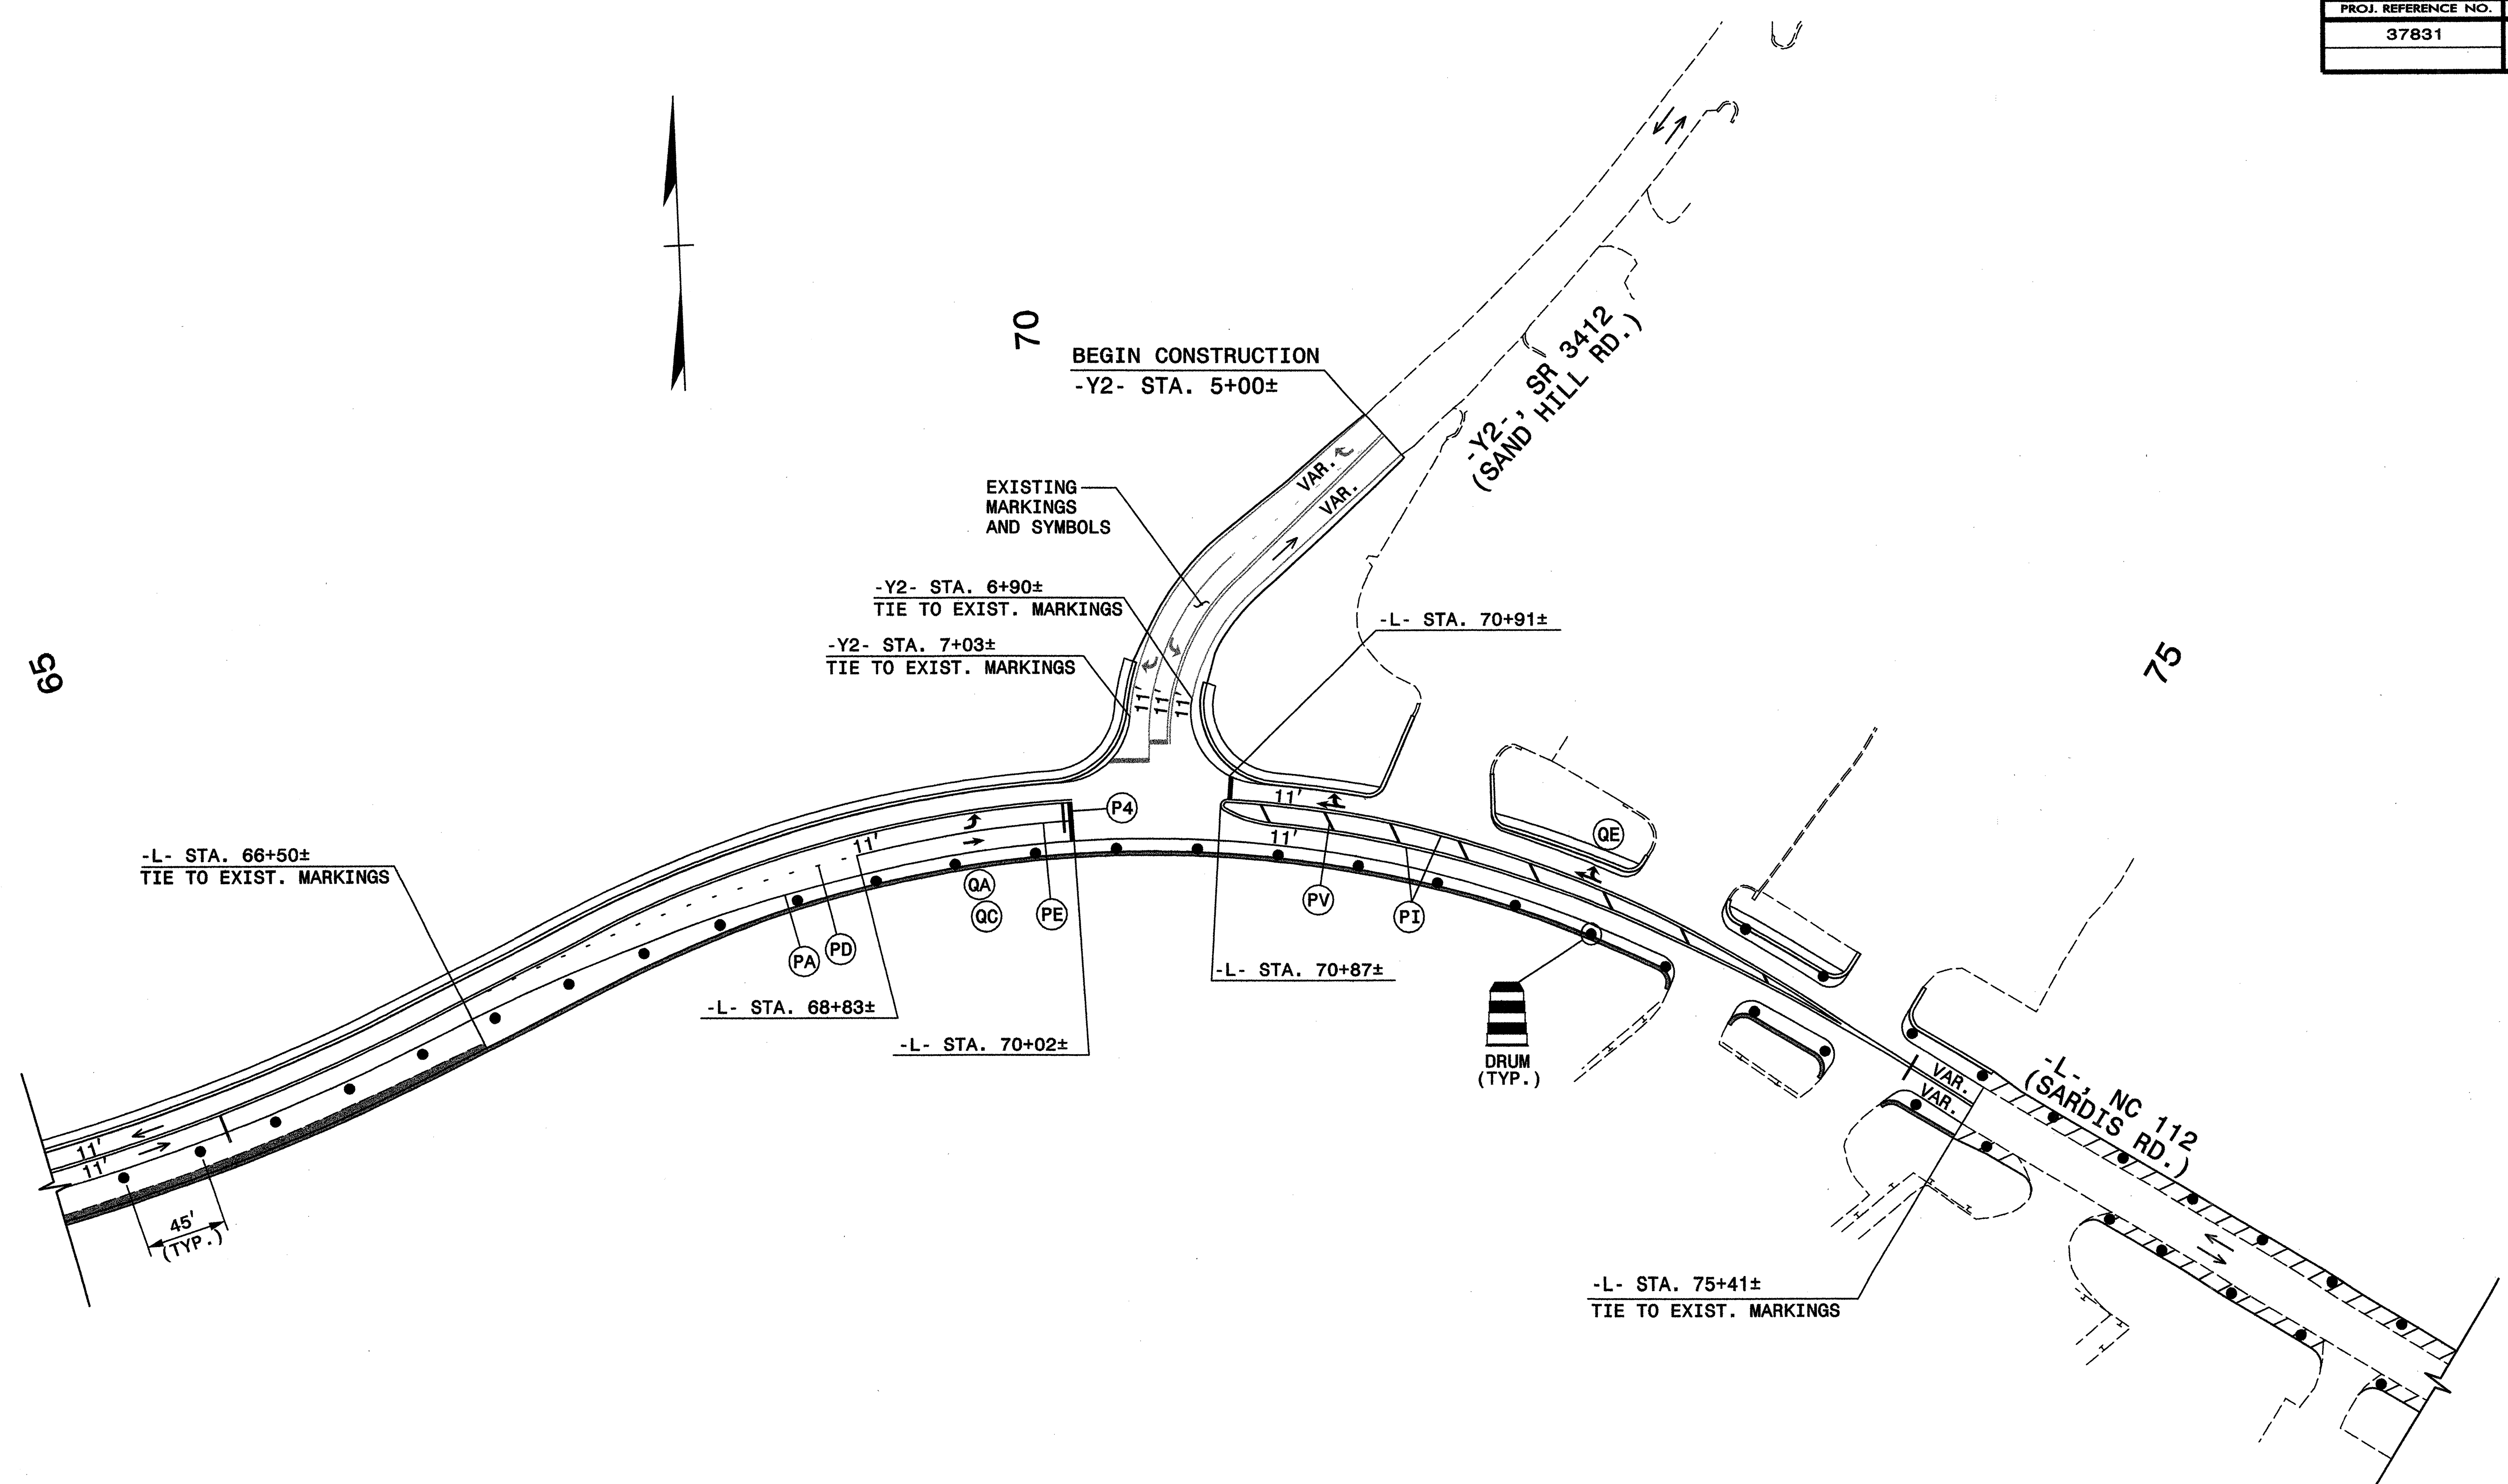 PROJ. REFERENCE NO.
37831
70
BEGIN CONSTRUCTION
-Y2- STA. 5+00±
-Y2-, SR 3412
(SAND HILL RD.)
VAR.
VAR.
EXISTING
MARKINGS
AND SYMBOLS
-Y2- STA. 6+90±
TIE TO EXIST. MARKINGS
-L- STA. 70+91±
-Y2- STA. 7+03±
TIE TO EXIST. MARKINGS
65
75
11'
11'
11'
11'
P4
11'
11'
QE
-L- STA. 66+50±
TIE TO EXIST. MARKINGS
QA
QC
PE
PV
PI
PA
PD
-L- STA. 70+87±
-L- STA. 68+83±
-L- STA. 70+02±
DRUM
(TYP.)
-L-, NC 112
(SARDIS RD.)
VAR.
VAR.
11'
11'
45'
(TYP.)
-L- STA. 75+41±
TIE TO EXIST. MARKINGS